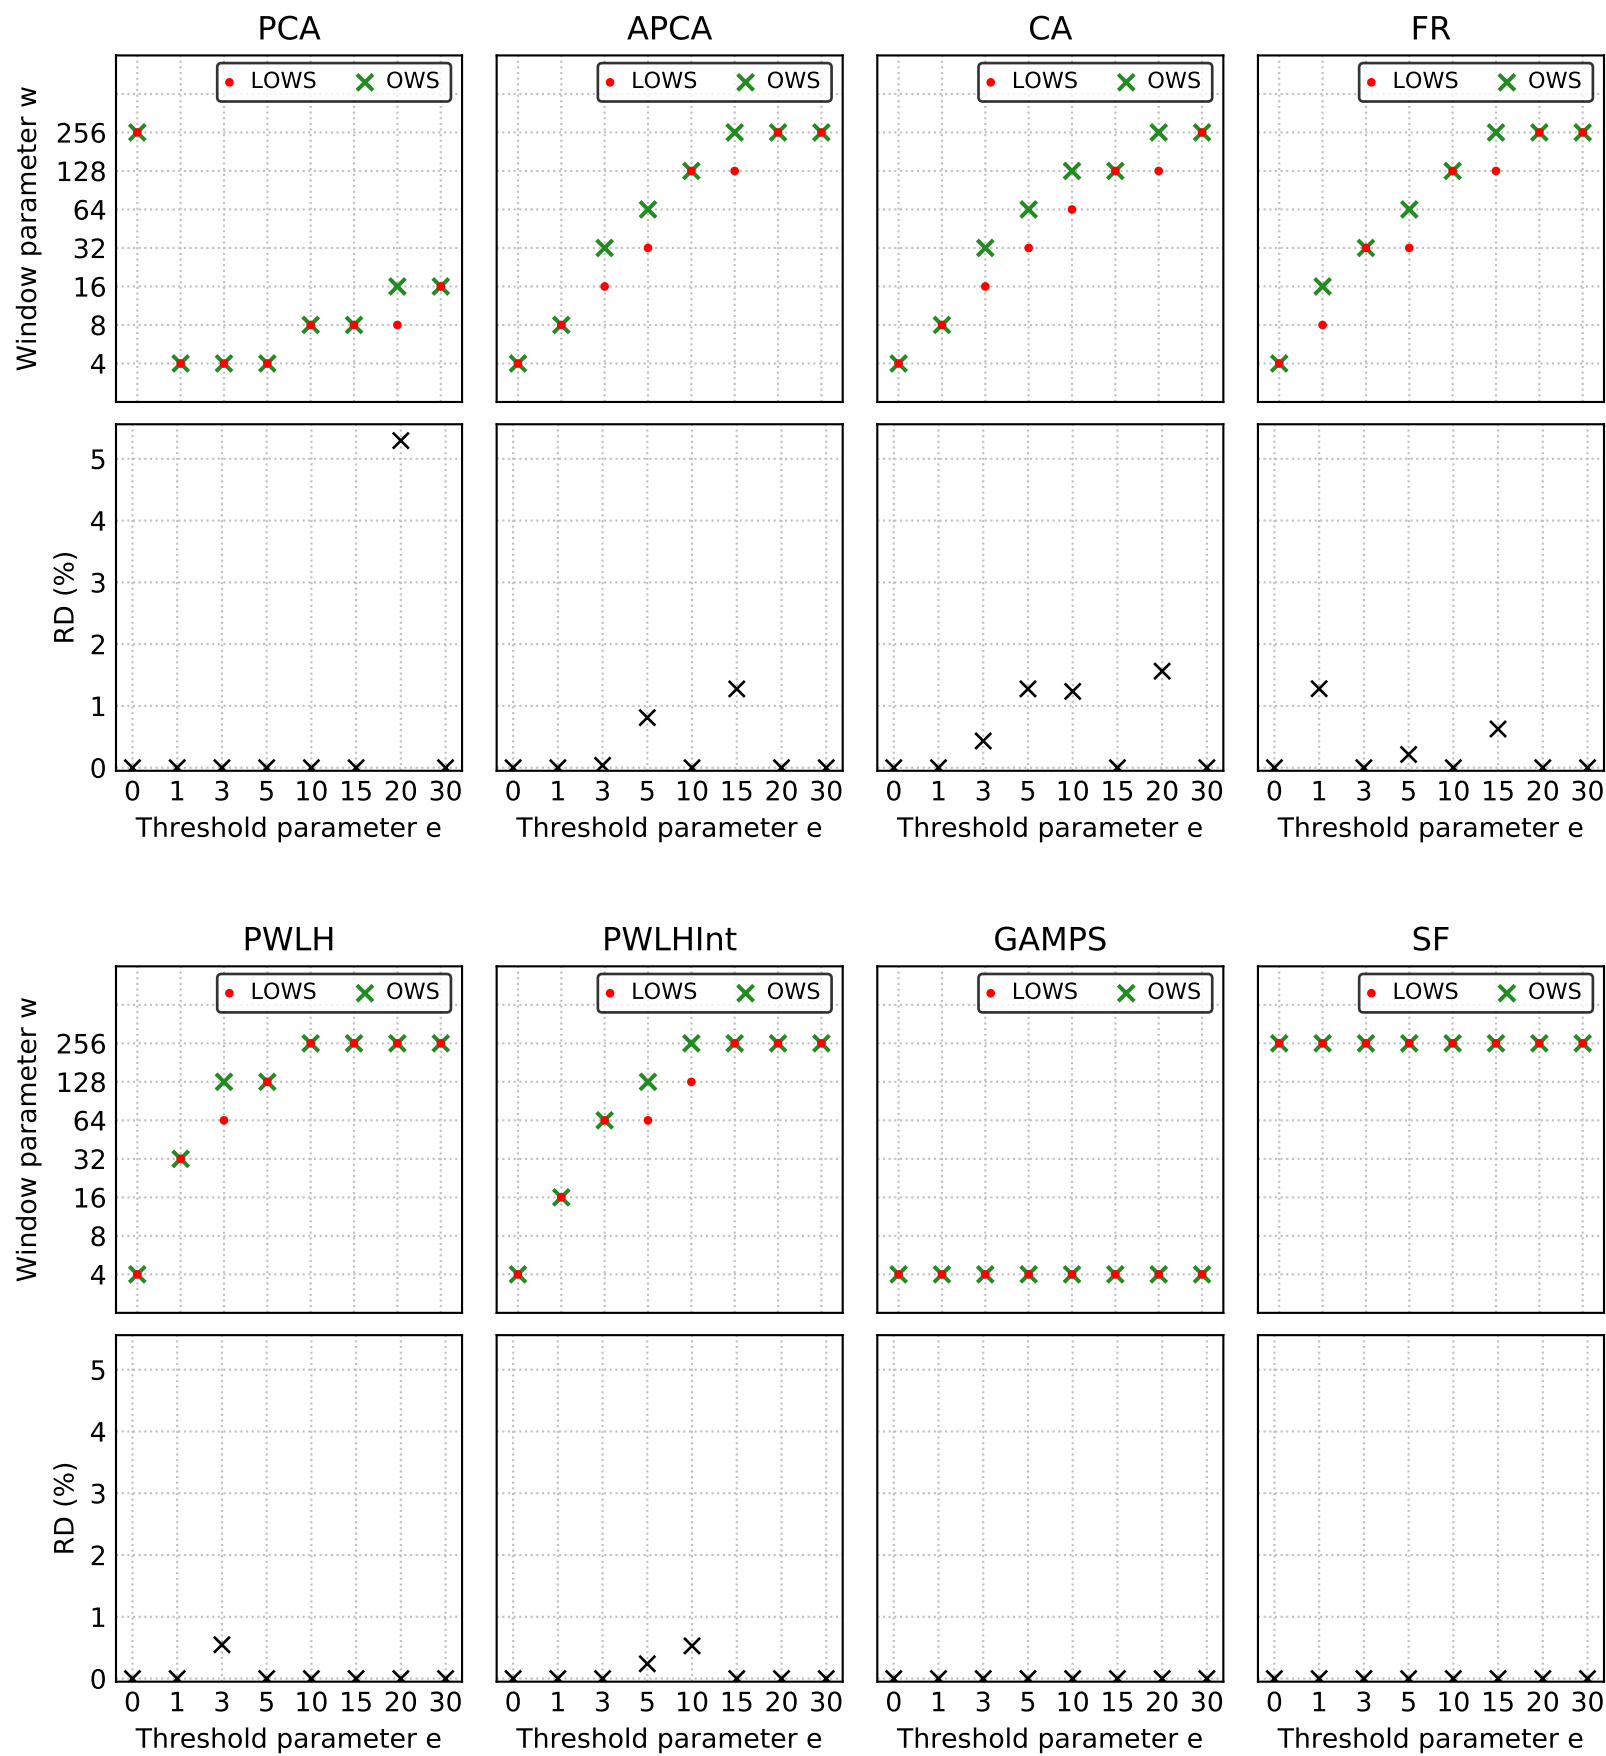 PCA APCA CA FR
LOWS OWS LOWS OWS LOWS OWS LOWS OWS
Window parameter w
256
128
64
32
16
8
4
RD (%)
5
4
3
2
1
0
0 1 3 5 10 15 20 30 0 1 3 5 10 15 20 30 0 1 3 5 10 15 20 30 0 1 3 5 10 15 20 30
Threshold parameter e Threshold parameter e Threshold parameter e Threshold parameter e
PWLH PWLHInt GAMPS SF
LOWS OWS LOWS OWS LOWS OWS LOWS OWS
Window parameter w
256
128
64
32
16
8
4
RD (%)
5
4
3
2
1
0
0 1 3 5 10 15 20 30 0 1 3 5 10 15 20 30 0 1 3 5 10 15 20 30 0 1 3 5 10 15 20 30
Threshold parameter e Threshold parameter e Threshold parameter e Threshold parameter e